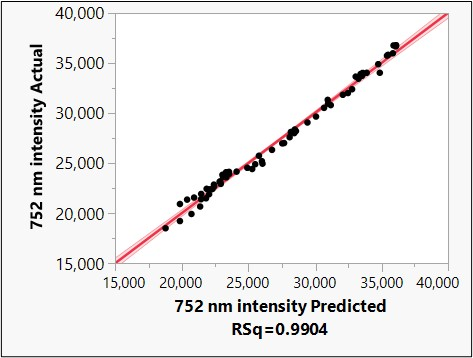 40,000
35,000
30,000
25,000
20,000
15,000
752 nm intensity Actual
15,000 20,000 25,000 30,000 35,000 40,000
752 nm intensity Predicted
RSq=0.9904